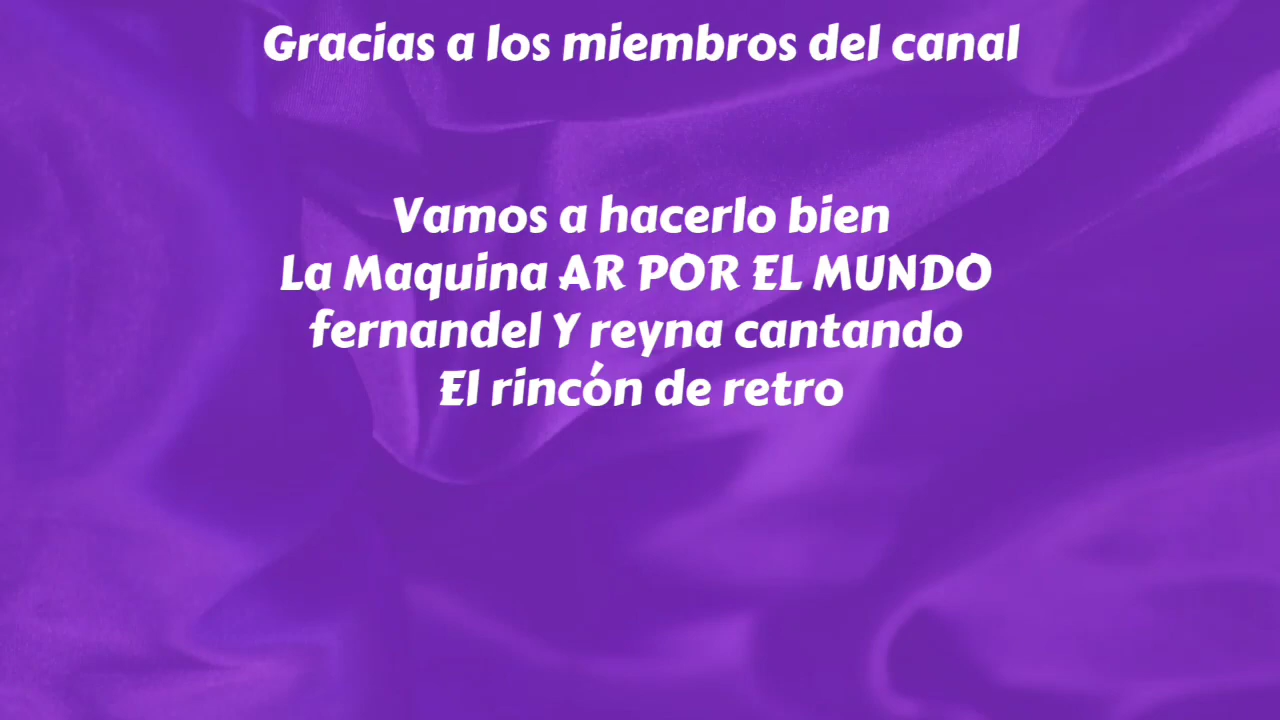 Gracias a los miembros del canal
Vamos a hacerlo bien
La Maquina AR POR EL MUNDO
fernandel Y reyna cantando
El rincón de retro